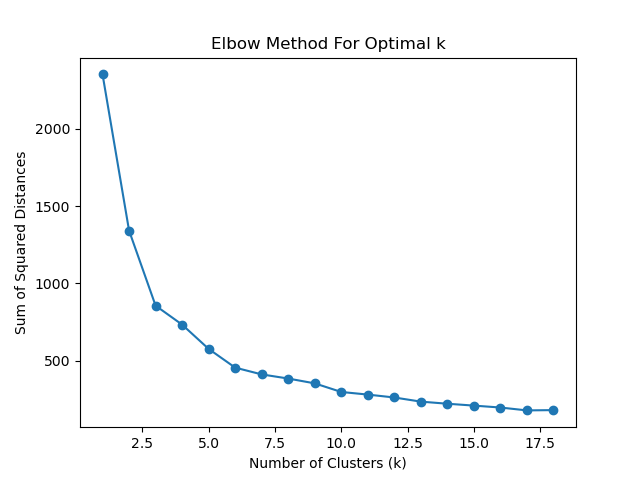 Elbow Method For Optimal k
Sum of Squared Distances
2000
1500
1000
500
2.5 5.0 7.5 10.0 12.5 15.0 17.5
Number of Clusters (k)